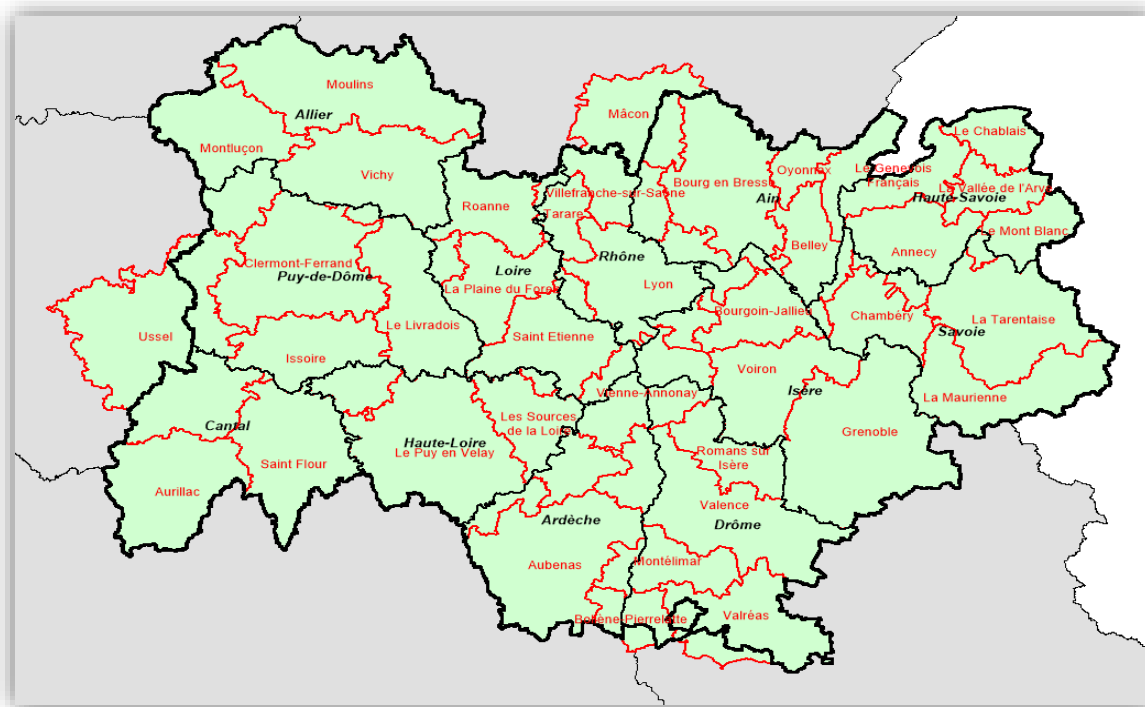 Moulins
Allier
Montluçon
Vichy
Mâcon
Le Chablais
Roanne
Villefranche-sur-Saône
Tarare
Bourg en Bresse
Oyonnax
Ain
Le Genevois
Français
La Vallée de l'Arve
Haute-Savoie
Le Mont Blanc
Belley
Annecy
Clermont-Ferrand
Puy-de-Dôme
Loire
La Plaine du Forez
Rhône
Lyon
Le Livradois
Ussel
Issoire
Saint Etienne
Bourgoin-Jallieu
Chambéry
La Tarentaise
Savoie
Voiron
Isère
La Maurienne
Vienne-Annonay
Cantal
Les Sources
de la Loire
Haute-Loire
Le Puy en Velay
Grenoble
Saint Flour
Aurillac
Romans sur
Isère
Valence
Ardèche
Drôme
Aubenas
Montélimar
Bollène-Pierrelatte
Valréas